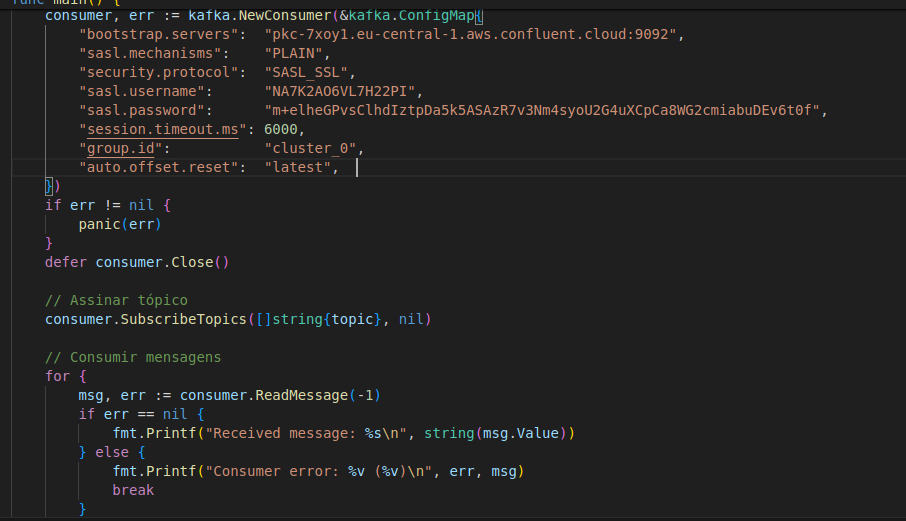 func main() {
consumer, err := kafka.NewConsumer(&kafka.ConfigMap{
"bootstrap.servers": "pkc-7xoy1.eu-central-1.aws.confluent.cloud:9092",
"sasl.mechanisms": "PLAIN",
"security.protocol": "SASL_SSL",
"sasl.username": "NA7K2AO6VL7H22PI",
"sasl.password": "m+elheGPvsClhdIztpDa5k5ASAzR7v3Nm4syoU2G4uXCpCa8WG2cmiabuDEv6t0f",
"session.timeout.ms": 6000,
"group.id": "cluster_0",
"auto.offset.reset": "latest",
})
if err != nil {
panic(err)
}
defer consumer.Close()
// Assinar tópico
consumer.SubscribeTopics([]string{topic}, nil)
// Consumir mensagens
for {
msg, err := consumer.ReadMessage(-1)
if err == nil {
fmt.Printf("Received message: %s\n", string(msg.Value))
} else {
fmt.Printf("Consumer error: %v (%v)\n", err, msg)
break
}